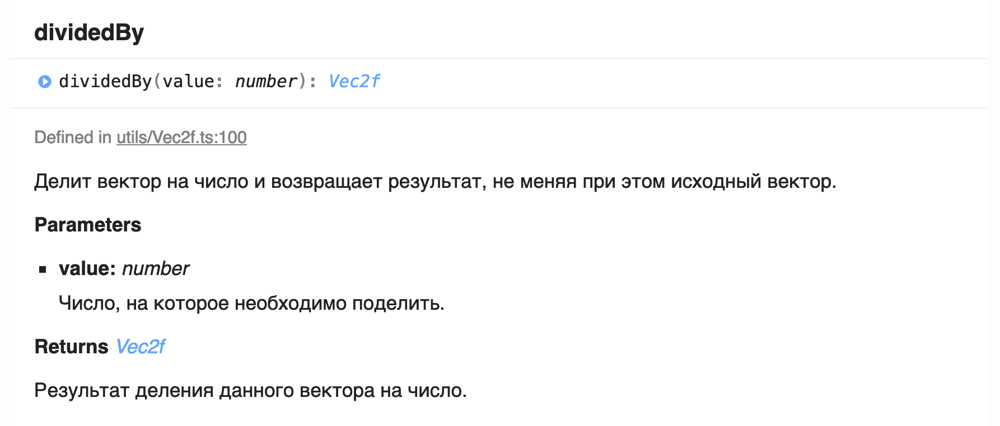 dividedBy
dividedBy(value: number): Vec2f
Defined in utils/Vec2f.ts:100
Делит вектор на число и возвращает результат, не меняя при этом исходный вектор.
Parameters
value: number
Число, на которое необходимо поделить.
Returns Vec2f
Результат деления данного вектора на число.